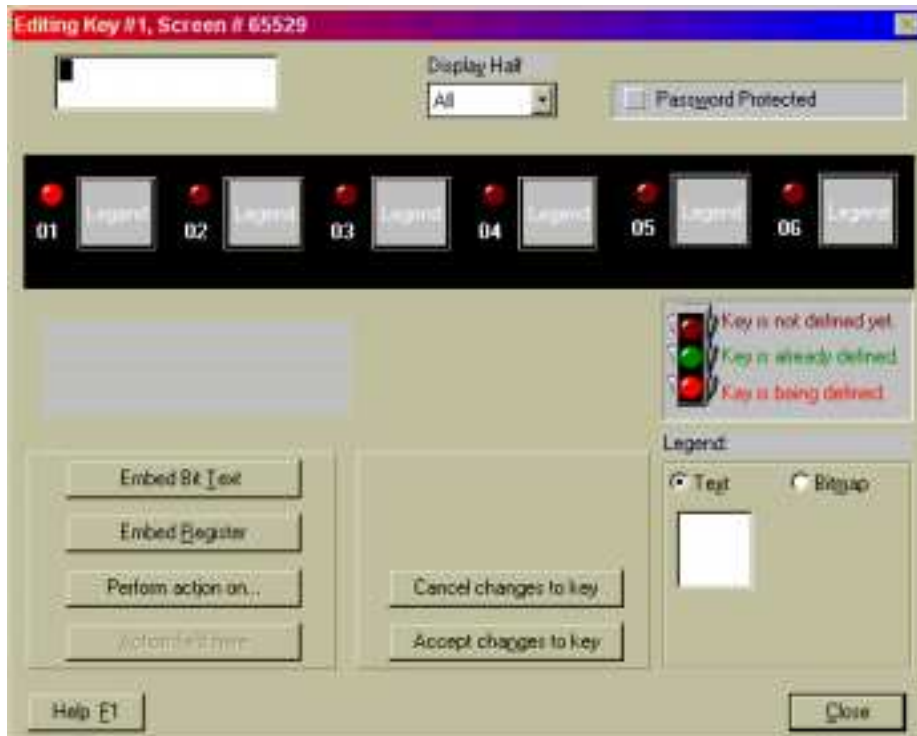 Editing Key #1, Screen # 65529
Display Half
All
Password Protected
01 Legend 02 Legend 03 Legend 04 Legend 05 Legend 06 Legend
Key is not defined yet.
Key is already defined.
Key is being defined.
Legend:
Embed Bit Text
Text Bitmap
Embed Register
Perform action on...
Cancel changes to key
Accept changes to key
Help F1
Close